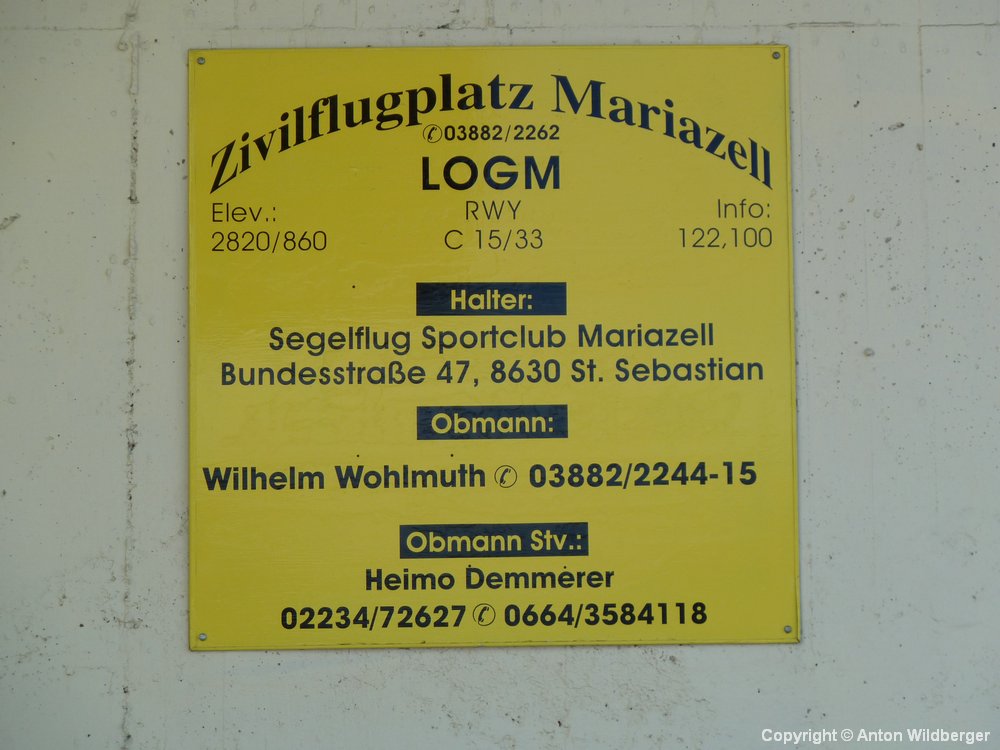 Zivilflugplatz Mariazell
✆03882/2262
LOGM
Elev.: RWY Info:
2820/860 C 15/33 122,100
Halter:
Segelflug Sportclub Mariazell
Bundesstraße 47, 8630 St. Sebastian
Obmann:
Wilhelm Wohlmuth ✆ 03882/2244-15
Obmann Stv.:
Heimo Demmerer
02234/72627 ✆ 0664/3584118
Copyright © Anton Wildberger